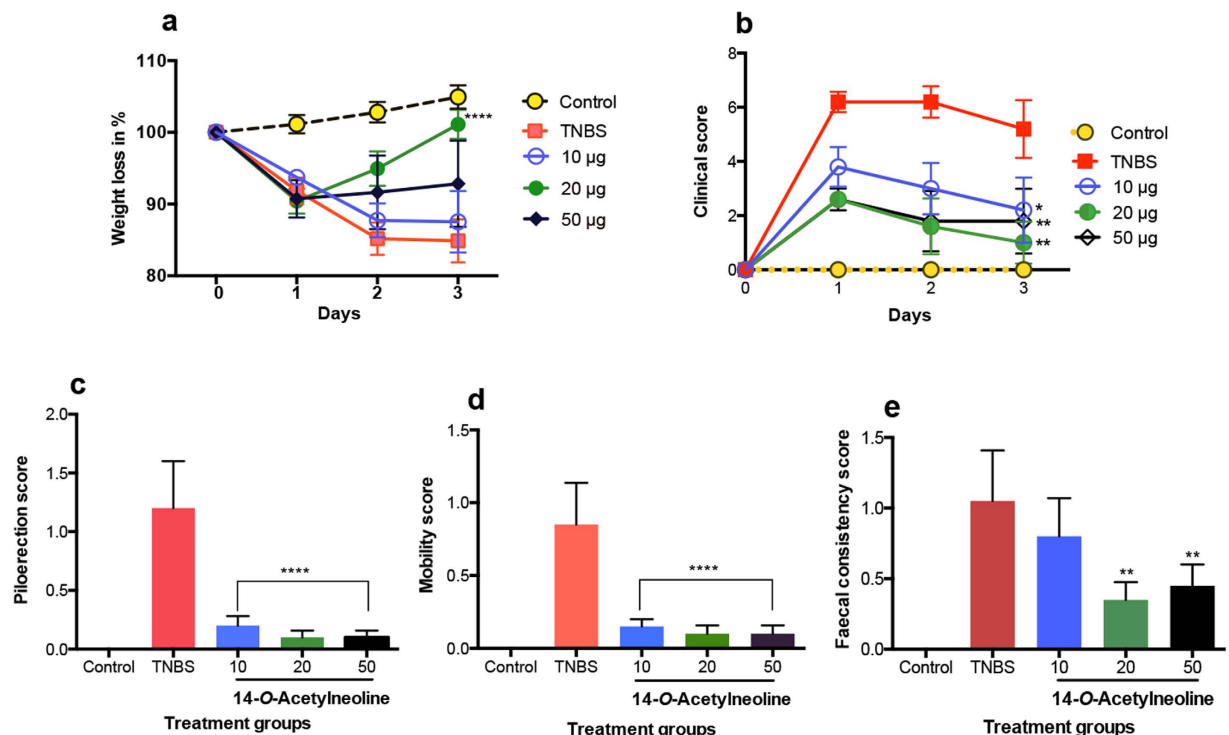 a
110
100
90
80
Weight loss in %
0 1 2 3
Days
****
Control
TNBS
10 µg
20 µg
50 µg
b
8
6
4
2
0
Clinical score
0 1 2 3
Days
*
**
**
Control
TNBS
10 µg
20 µg
50 µg
c
2.0
1.5
1.0
0.5
0.0
Piloerection score
****
Control TNBS 10 20 50
14-O-Acetylneoline
Treatment groups
d
1.5
1.0
0.5
0.0
Mobility score
****
Control TNBS 10 20 50
14-O-Acetylneoline
Treatment groups
e
1.5
1.0
0.5
0.0
Faecal consistency score
** **
Control TNBS 10 20 50
14-O-Acetylneoline
Treatment groups